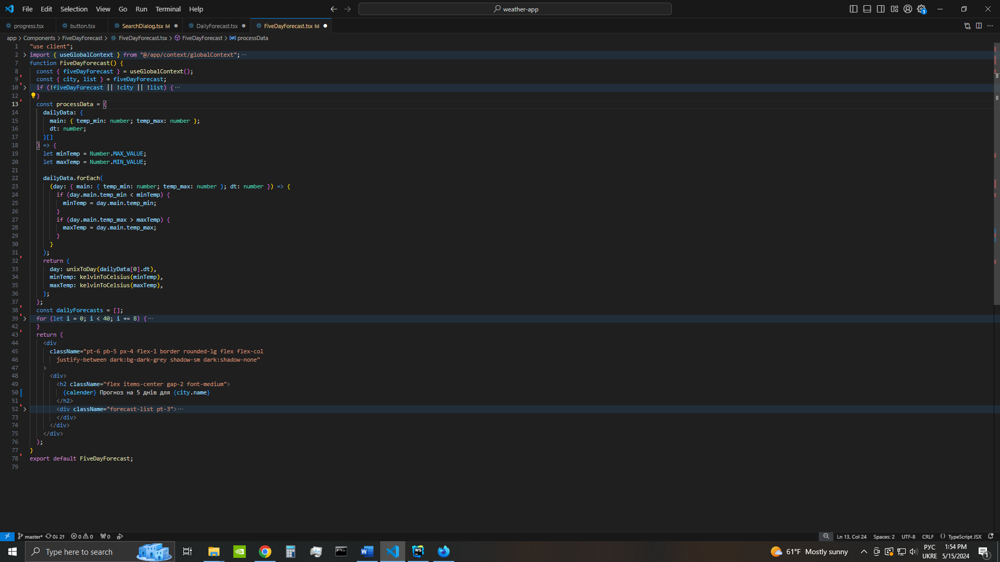 File Edit Selection View Go Run Terminal Help
weather-app
progress.tsx button.tsx SearchDialog.tsx M DailyForecast.tsx FiveDayForecast.tsx M
app > Components > FiveDayForecast > FiveDayForecast.tsx > FiveDayForecast > processData
1 "use client";
2 import { useGlobalContext } from "@/app/context/globalContext";···
7 function FiveDayForecast() {
8 const { fiveDayForecast } = useGlobalContext();
9 const { city, list } = fiveDayForecast;
10 if (!fiveDayForecast || !city || !list) {···
12 }
13 const processData = (
14 dailyData: {
15 main: { temp_min: number; temp_max: number };
16 dt: number;
17 }[]
18 ) => {
19 let minTemp = Number.MAX_VALUE;
20 let maxTemp = Number.MIN_VALUE;
21
22 dailyData.forEach(
23 (day: { main: { temp_min: number; temp_max: number }; dt: number }) => {
24 if (day.main.temp_min < minTemp) {
25 minTemp = day.main.temp_min;
26 }
27 if (day.main.temp_max > maxTemp) {
28 maxTemp = day.main.temp_max;
29 }
30 }
31 );
32 return {
33 day: unixToDay(dailyData[0].dt),
34 minTemp: kelvinToCelsius(minTemp),
35 maxTemp: kelvinToCelsius(maxTemp),
36 };
37 };
38 const dailyForecasts = [];
39 for (let i = 0; i < 40; i += 8) {···
42 }
43 return (
44 <div
45 className="pt-6 pb-5 px-4 flex-1 border rounded-lg flex flex-col
46 justify-between dark:bg-dark-grey shadow-sm dark:shadow-none"
47 >
48 <div>
49 <h2 className="flex items-center gap-2 font-medium">
50 {calender} Прогноз на 5 днів для {city.name}
51 </h2>
52 <div className="forecast-list pt-3">···
73 </div>
74 </div>
75 </div>
76 );
77 }
78 export default FiveDayForecast;
79
master* 0↓ 2↑ 0 0 0 Ln 13, Col 24 Spaces: 2 UTF-8 CRLF {} TypeScript JSX
Type here to search 61°F Mostly sunny РУС 1:54 PM
UKRE 5/15/2024 1